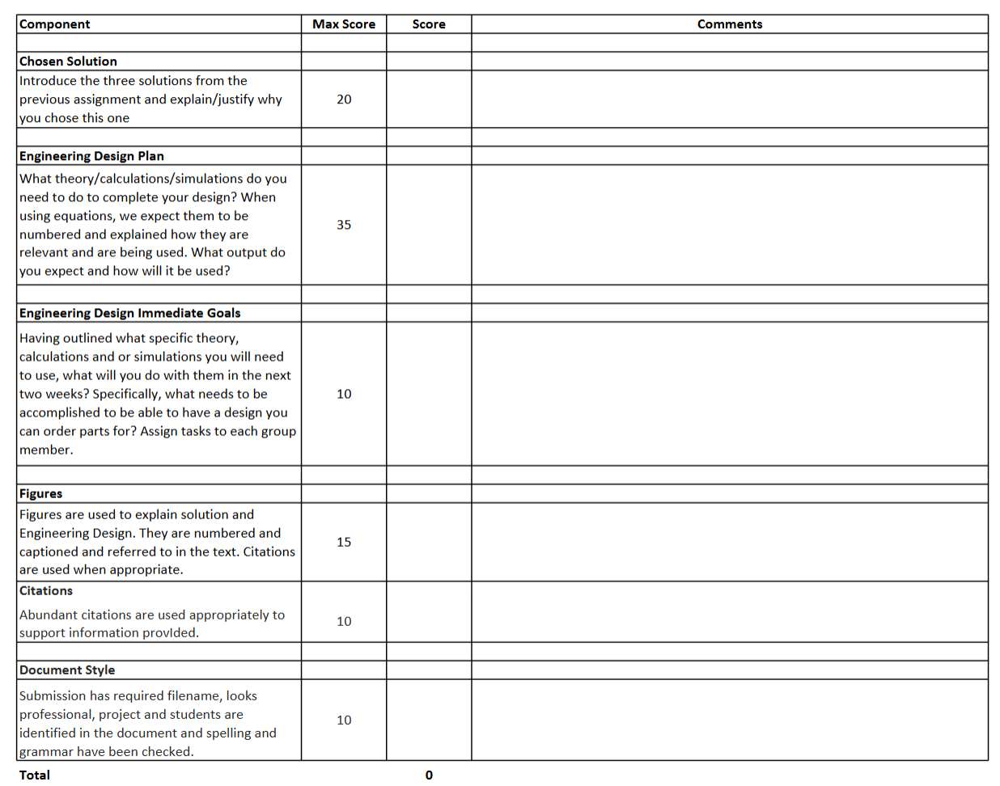 Component Max Score Score Comments
Chosen Solution
Introduce the three solutions from the
previous assignment and explain/justify why
you chose this one
20
Engineering Design Plan
What theory/calculations/simulations do you
need to do to complete your design? When
using equations, we expect them to be
numbered and explained how they are
relevant and are being used. What output do
you expect and how will it be used?
35
Engineering Design Immediate Goals
Having outlined what specific theory,
calculations and or simulations you will need
to use, what will you do with them in the next
two weeks? Specifically, what needs to be
accomplished to be able to have a design you
can order parts for? Assign tasks to each group
member.
10
Figures
Figures are used to explain solution and
Engineering Design. They are numbered and
captioned and referred to in the text. Citations
are used when appropriate.
15
Citations
Abundant citations are used appropriately to
support information provIded.
10
Document Style
Submission has required filename, looks
professional, project and students are
identified in the document and spelling and
grammar have been checked.
10
Total 0